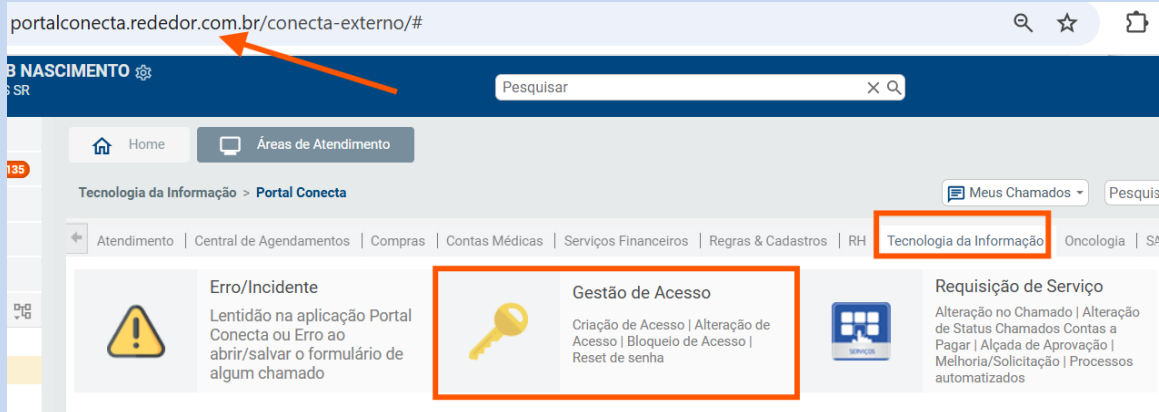 portalconecta.rededor.com.br/conecta-externo/#
B NASCIMENTO
S SR
Pesquisar
Home
Áreas de Atendimento
135
Tecnologia da Informação > Portal Conecta
Meus Chamados
Pesquis
Atendimento | Central de Agendamentos | Compras | Contas Médicas | Serviços Financeiros | Regras & Cadastros | RH | Tecnologia da Informação | Oncologia | SA
Erro/Incidente
Lentidão na aplicação Portal
Conecta ou Erro ao
abrir/salvar o formulário de
algum chamado
Gestão de Acesso
Criação de Acesso | Alteração de
Acesso | Bloqueio de Acesso |
Reset de senha
SERVIÇOS
Requisição de Serviço
Alteração no Chamado | Alteração
de Status Chamados Contas a
Pagar | Alçada de Aprovação |
Melhoria/Solicitação | Processos
automatizados